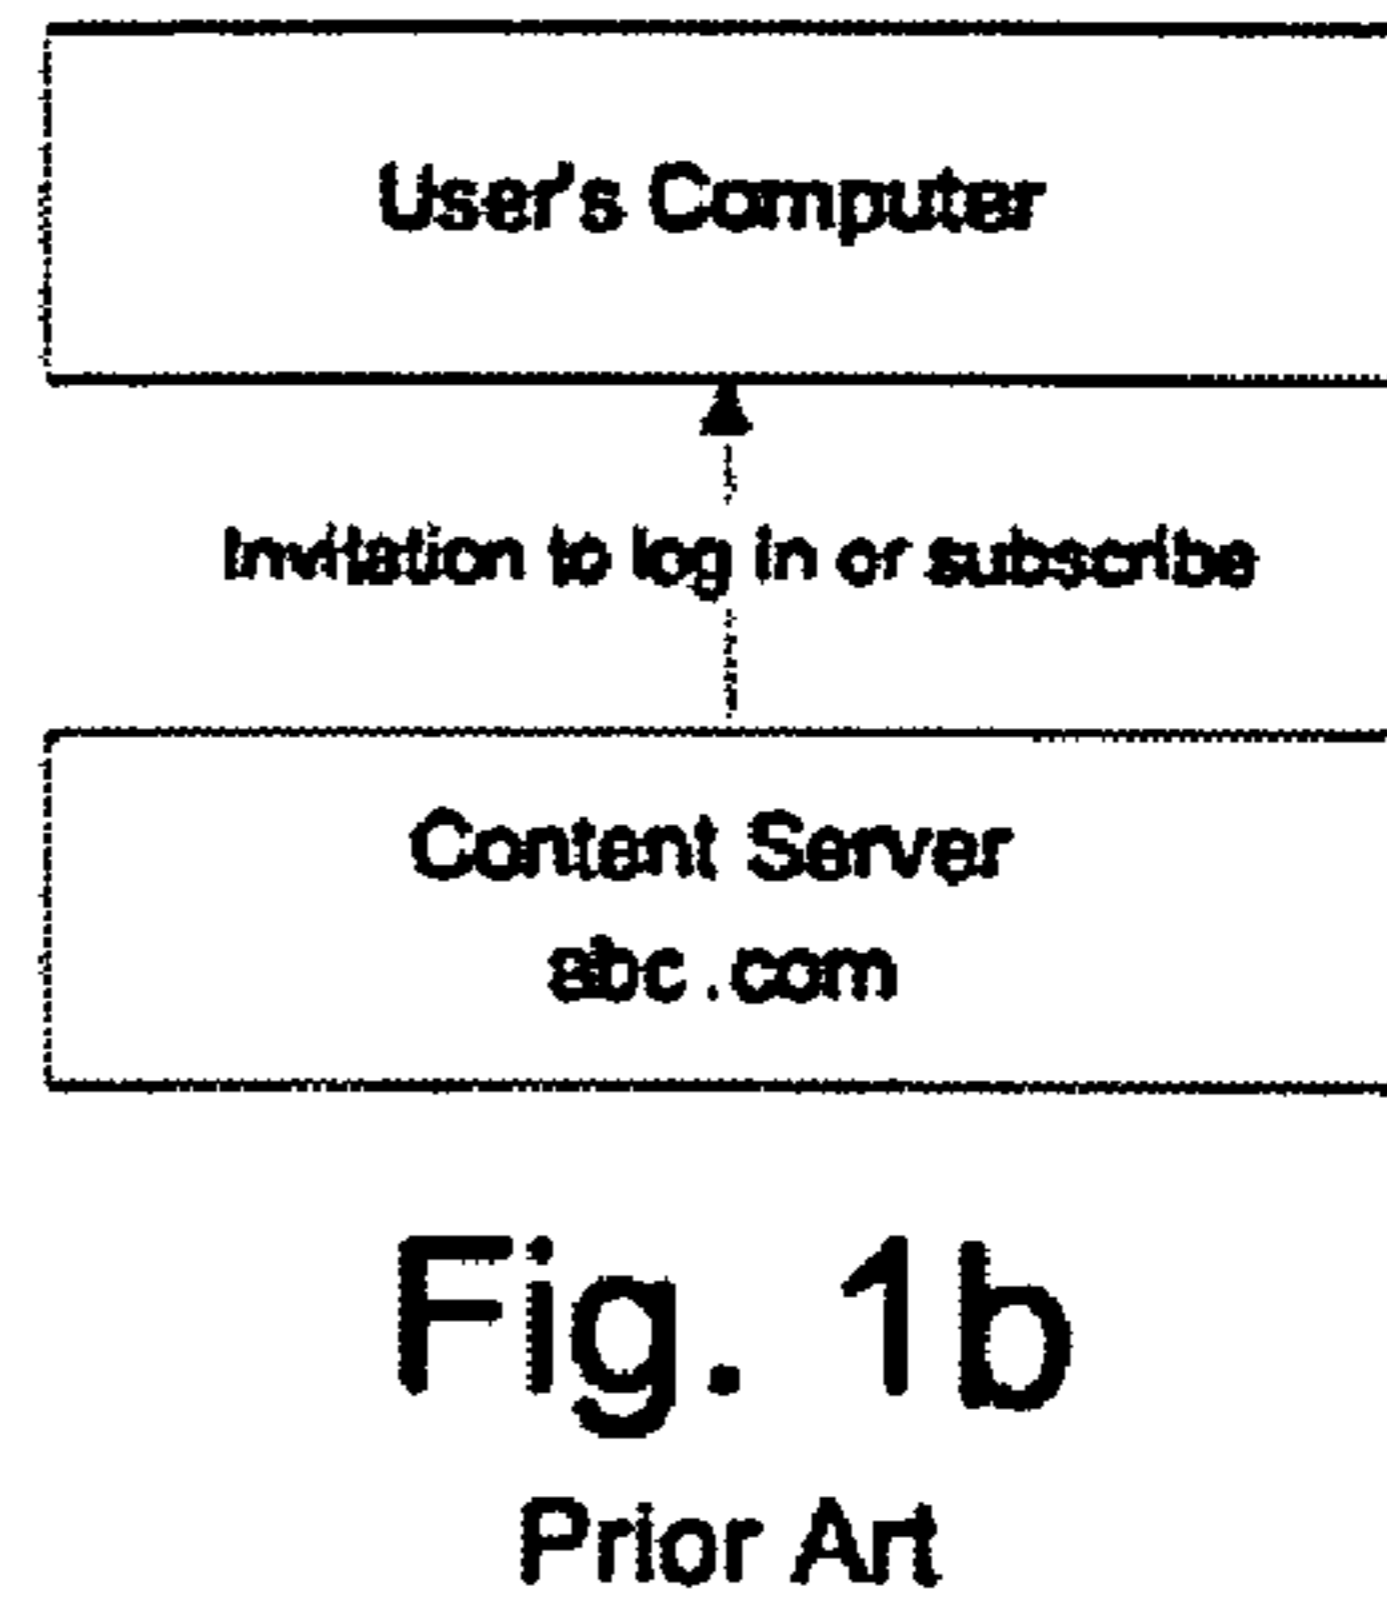 User's Computer
Invitation to log in or subscribe
Content Server
abc.com
Fig. 1b
Prior Art